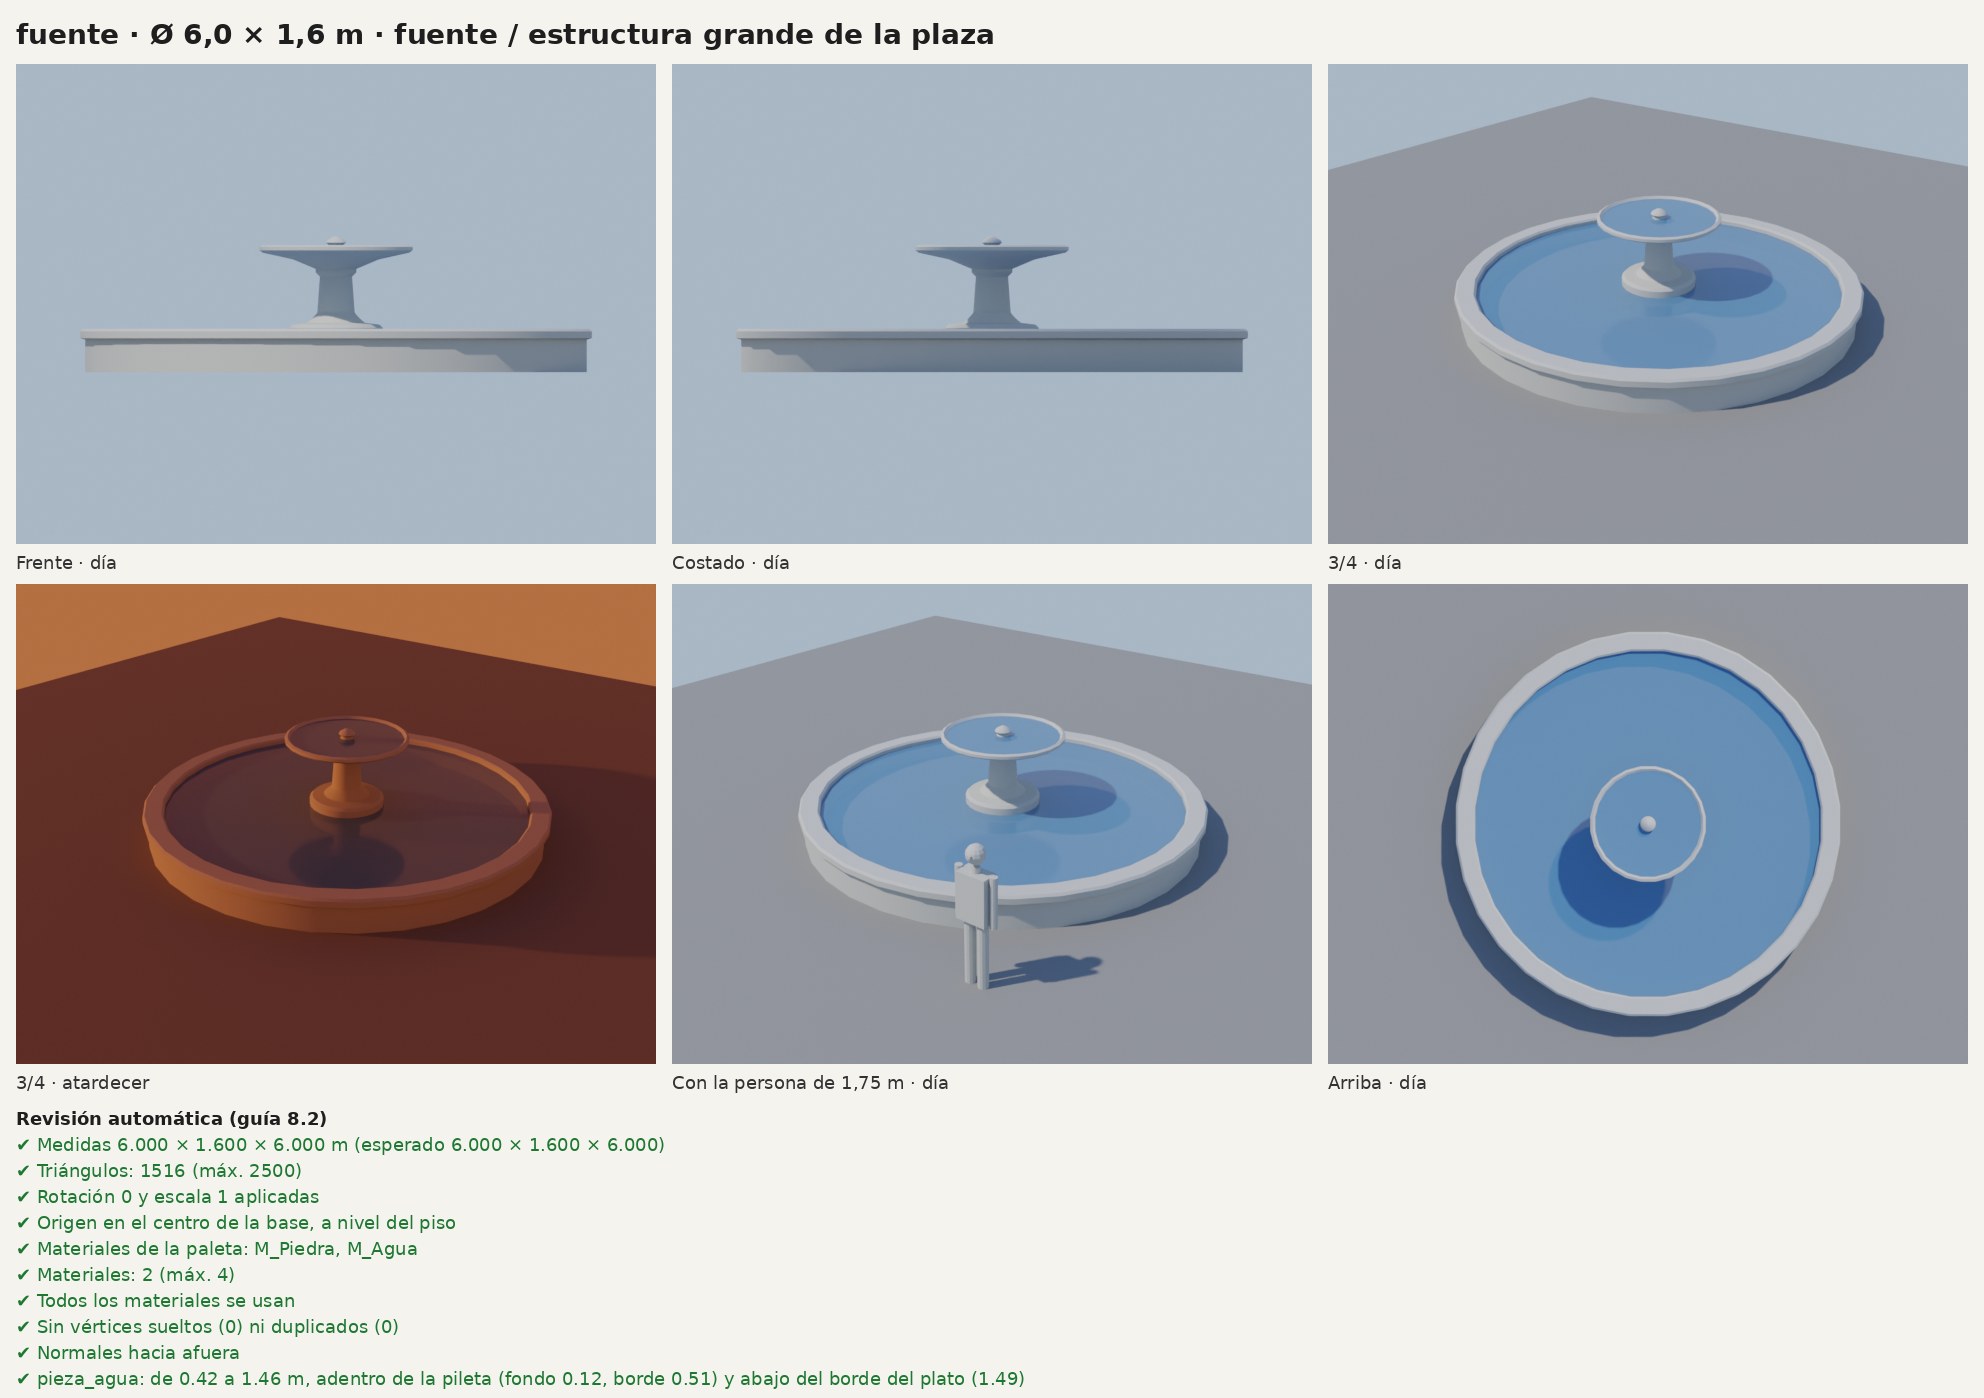 fuente · Ø 6,0 × 1,6 m · fuente / estructura grande de la plaza
Frente · día
Costado · día
3/4 · día
3/4 · atardecer
Con la persona de 1,75 m · día
Arriba · día
Revisión automática (guía 8.2)
✔ Medidas 6.000 × 1.600 × 6.000 m (esperado 6.000 × 1.600 × 6.000)
✔ Triángulos: 1516 (máx. 2500)
✔ Rotación 0 y escala 1 aplicadas
✔ Origen en el centro de la base, a nivel del piso
✔ Materiales de la paleta: M_Piedra, M_Agua
✔ Materiales: 2 (máx. 4)
✔ Todos los materiales se usan
✔ Sin vértices sueltos (0) ni duplicados (0)
✔ Normales hacia afuera
✔ pieza_agua: de 0.42 a 1.46 m, adentro de la pileta (fondo 0.12, borde 0.51) y abajo del borde del plato (1.49)